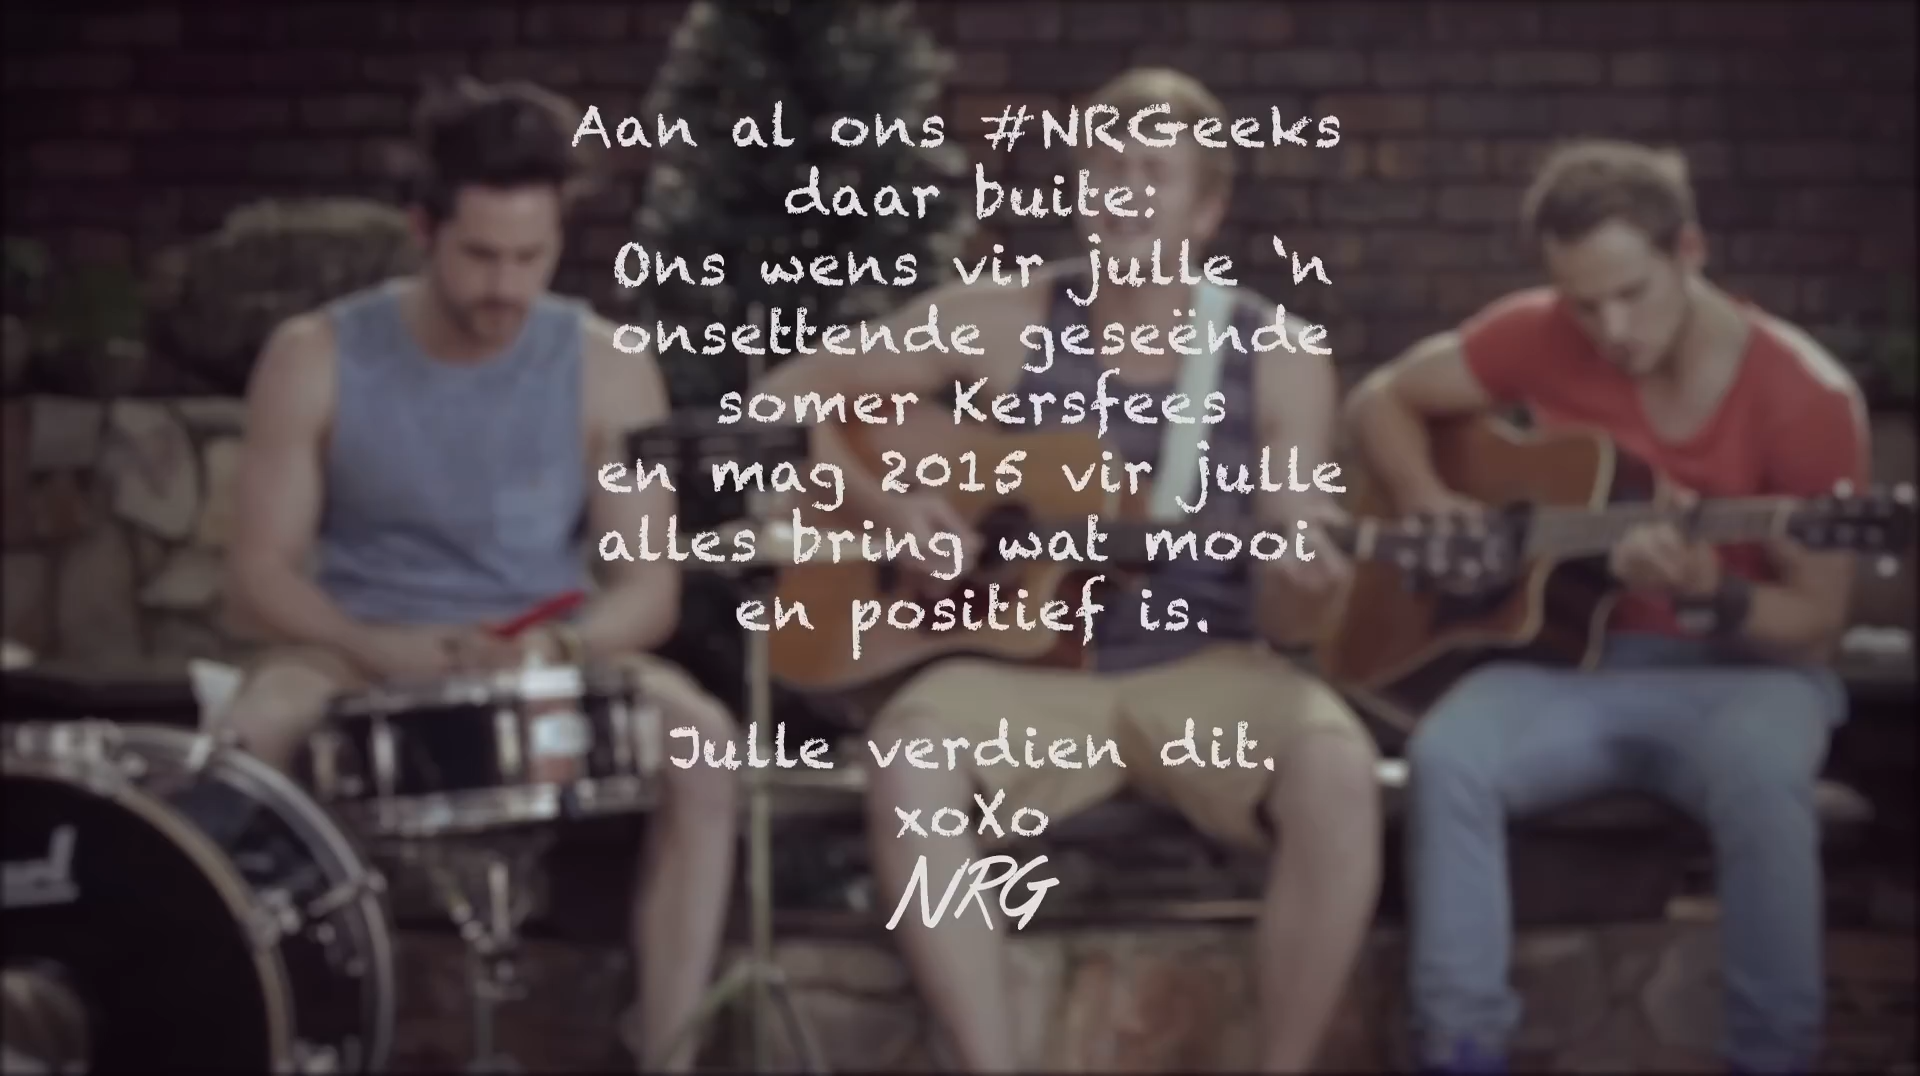 Aan al ons #NRGeeks
daar buite:
Ons wens vir julle ‘n
onsettende geseënde
somer Kersfees
en mag 2015 vir julle
alles bring wat mooi
en positief is.
Julle verdien dit.
xoXo
NRG